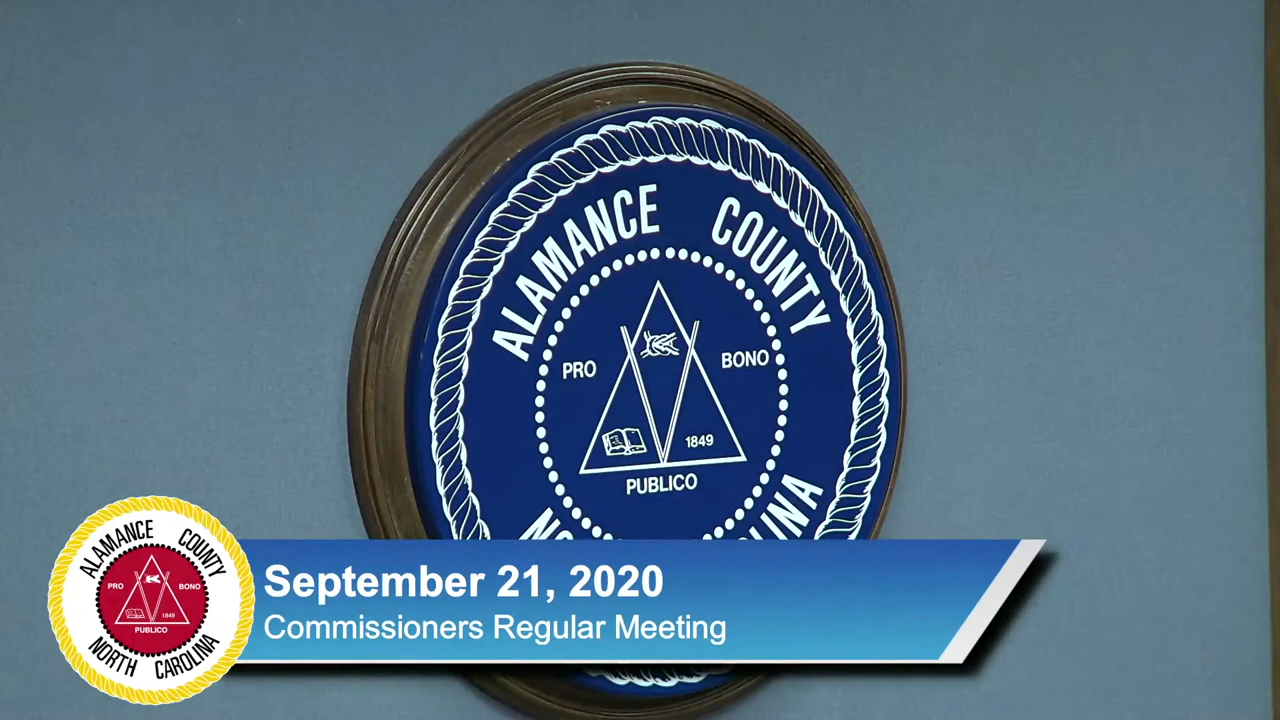 ALAMANCE COUNTY
PRO BONO
1849
PUBLICO
September 21, 2020
Commissioners Regular Meeting
ALAMANCE COUNTY
PRO BONO
1849
PUBLICO
NORTH CAROLINA